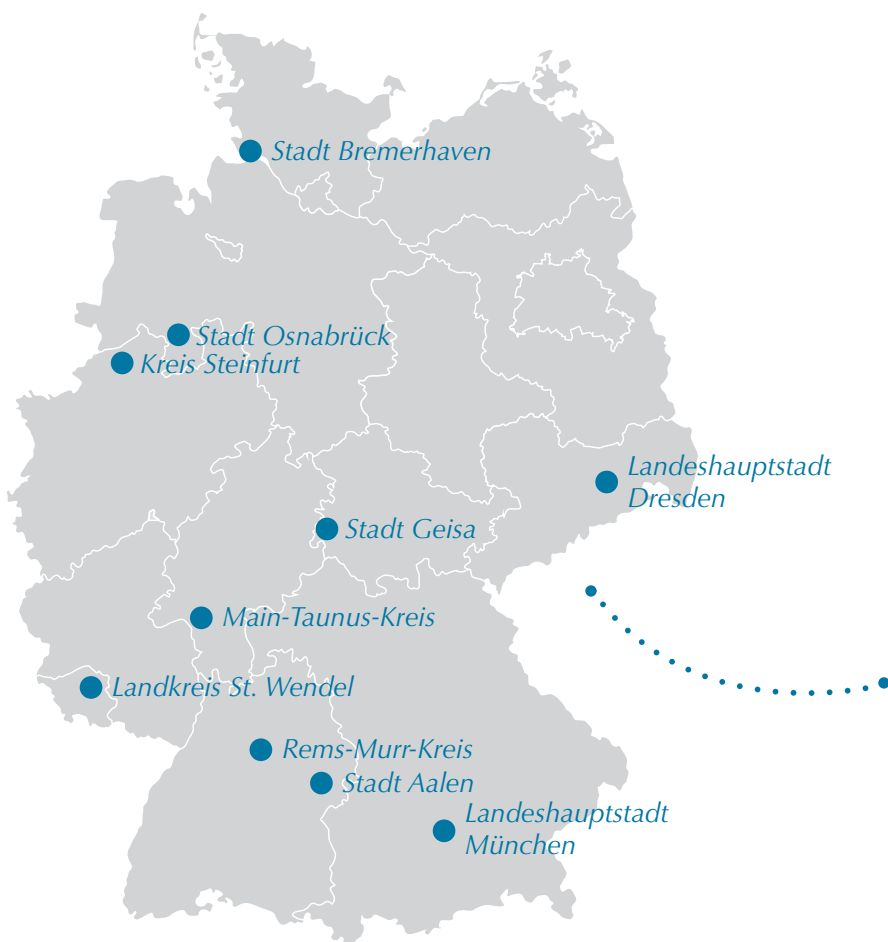 Stadt Bremerhaven
Stadt Osnabrück
Kreis Steinfurt
Landeshauptstadt
Dresden
Stadt Geisa
Main-Taunus-Kreis
Landkreis St. Wendel
Rems-Murr-Kreis
Stadt Aalen
Landeshauptstadt
München